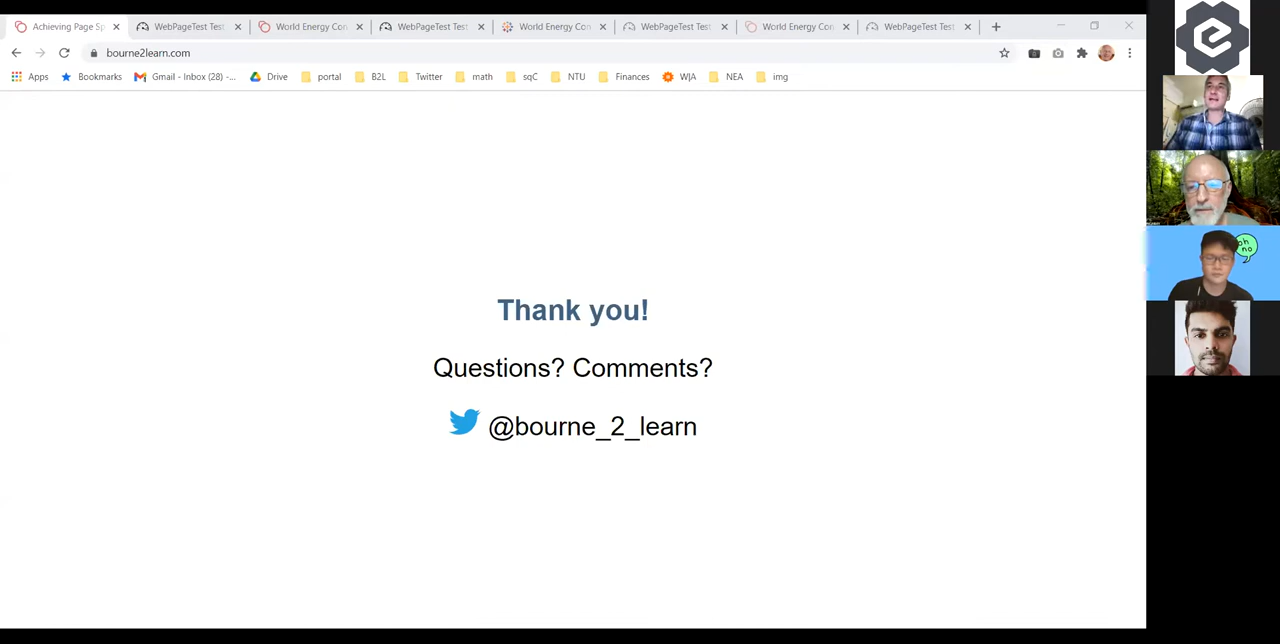 Achieving Page Sp
WebPageTest Test
World Energy Con
WebPageTest Test
World Energy Con
WebPageTest Test
World Energy Con
WebPageTest Test
bourne2learn.com
Apps
Bookmarks
Gmail - Inbox (28) -...
Drive
portal
B2L
Twitter
math
sqC
NTU
Finances
WJA
NEA
img
Thank you!
Questions? Comments?
@bourne_2_learn
oh
no